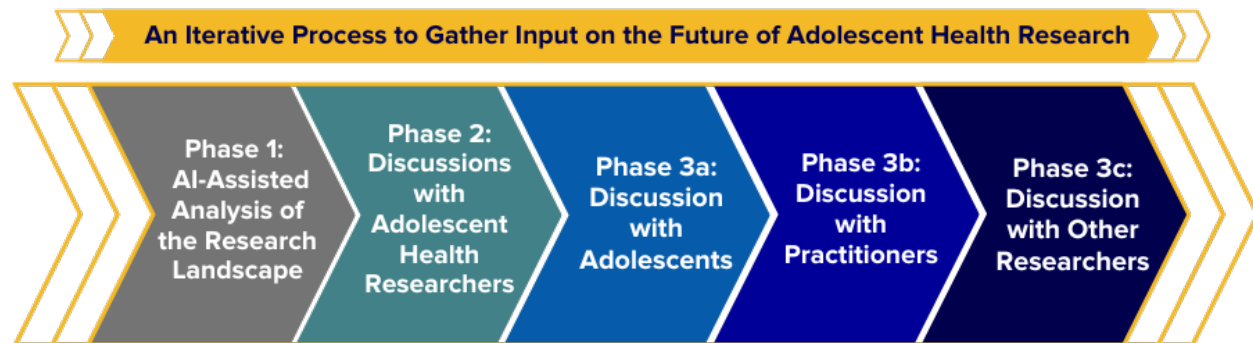 An Iterative Process to Gather Input on the Future of Adolescent Health Research
Phase 1:
AI-Assisted
Analysis of
the Research
Landscape
Phase 2:
Discussions
with
Adolescent
Health
Researchers
Phase 3a:
Discussion
with
Adolescents
Phase 3b:
Discussion
with
Practitioners
Phase 3c:
Discussion
with Other
Researchers